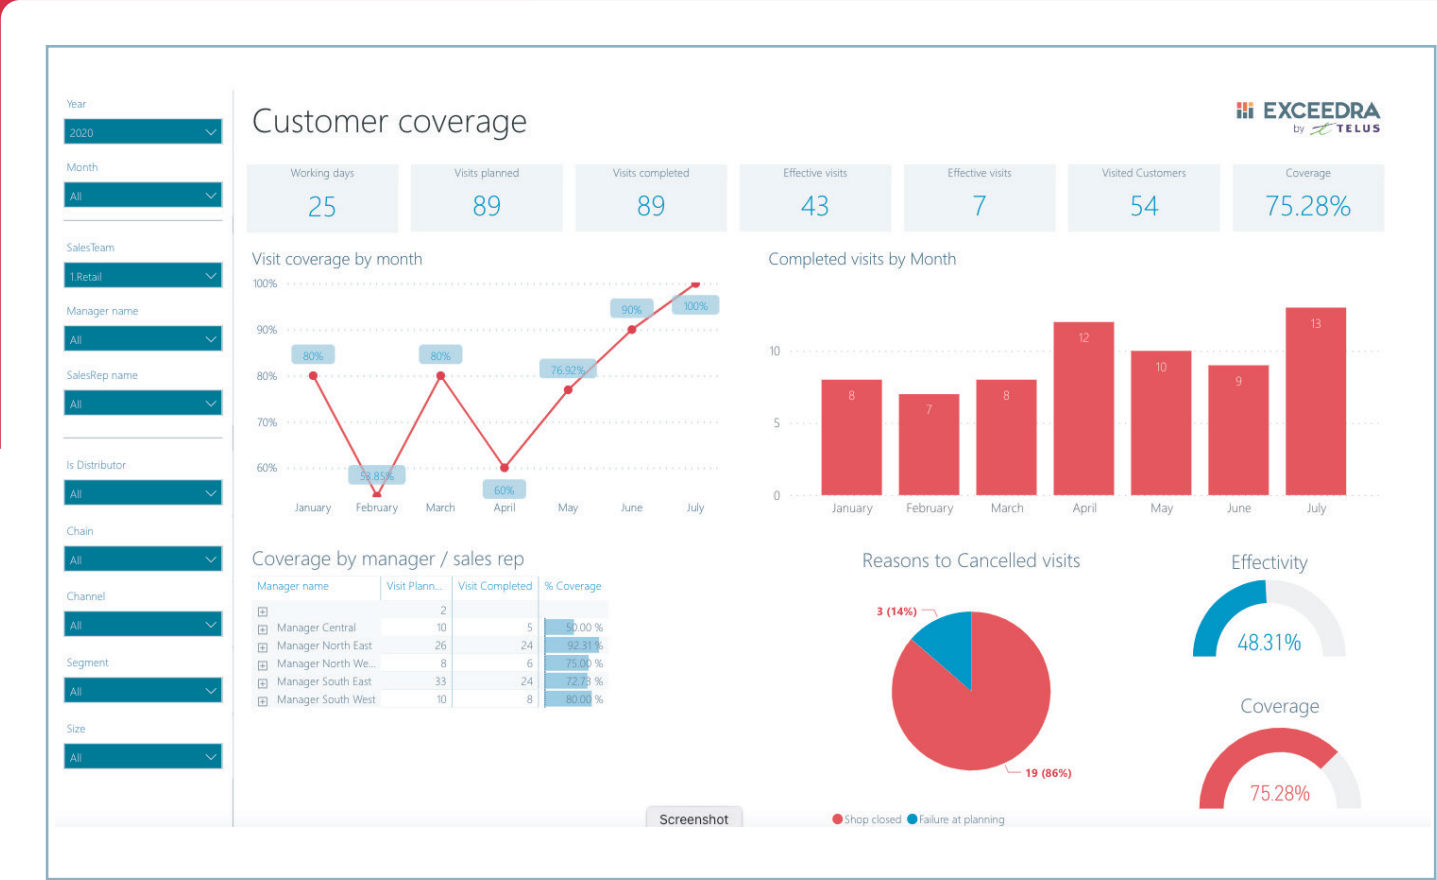 Year
2020
Month
All
SalesTeam
1.Retail
Manager name
All
SalesRep name
All
Is Distributor
All
Chain
All
Channel
All
Segment
All
Size
All
Customer coverage
EXCEEDRA
by TELUS
Working days
25
Visits planned
89
Visits completed
89
Effective visits
43
Effective visits
7
Visited Customers
54
Coverage
75.28%
Visit coverage by month
100%
90%
80%
70%
60%
80%
53.85%
80%
60%
76.92%
90%
100%
January February March April May June July
Completed visits by Month
10
5
0
8
7
8
12
10
9
13
January February March April May June July
Coverage by manager / sales rep
Manager name Visit Plann... Visit Completed % Coverage
2
Manager Central 10 5 50.00 %
Manager North East 26 24 92.31 %
Manager North We... 8 6 75.00 %
Manager South East 33 24 72.73 %
Manager South West 10 8 80.00 %
Reasons to Cancelled visits
3 (14%)
19 (86%)
Shop closed Failure at planning
Effectivity
48.31%
Coverage
75.28%
Screenshot